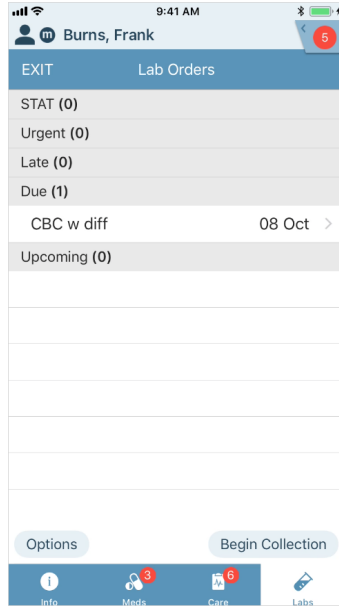 9:41 AM
m Burns, Frank
5
EXIT Lab Orders
STAT (0)
Urgent (0)
Late (0)
Due (1)
CBC w diff 08 Oct
Upcoming (0)
Options Begin Collection
3 6
Info Meds Care Labs